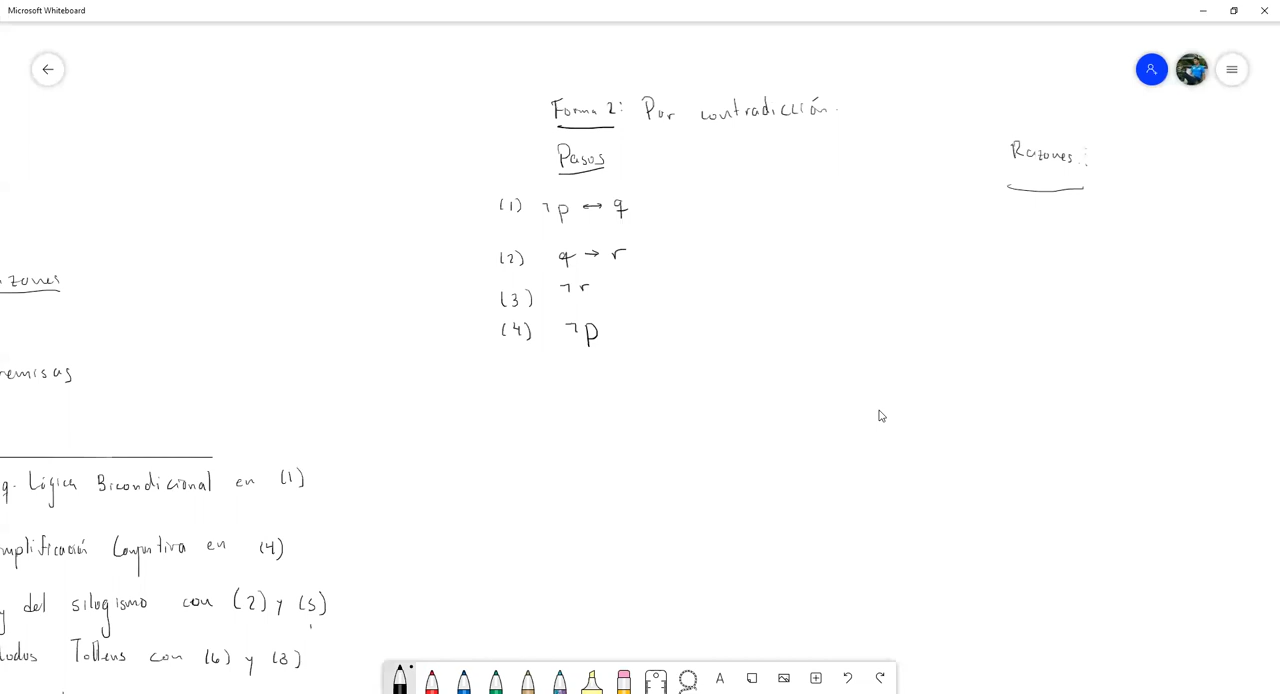 Microsoft Whiteboard
Forma 2: Por contradicción.
Pasos
Razones:
(1) ¬p ↔ q
(2) q → r
(3) ¬r
(4) ¬p
zones
remisas
q. Lógica Bicondicional en (1)
mplificación Conjuntiva en (4)
y del silogismo con (2) y (5)
odus Tollens con (6) y (3)
A